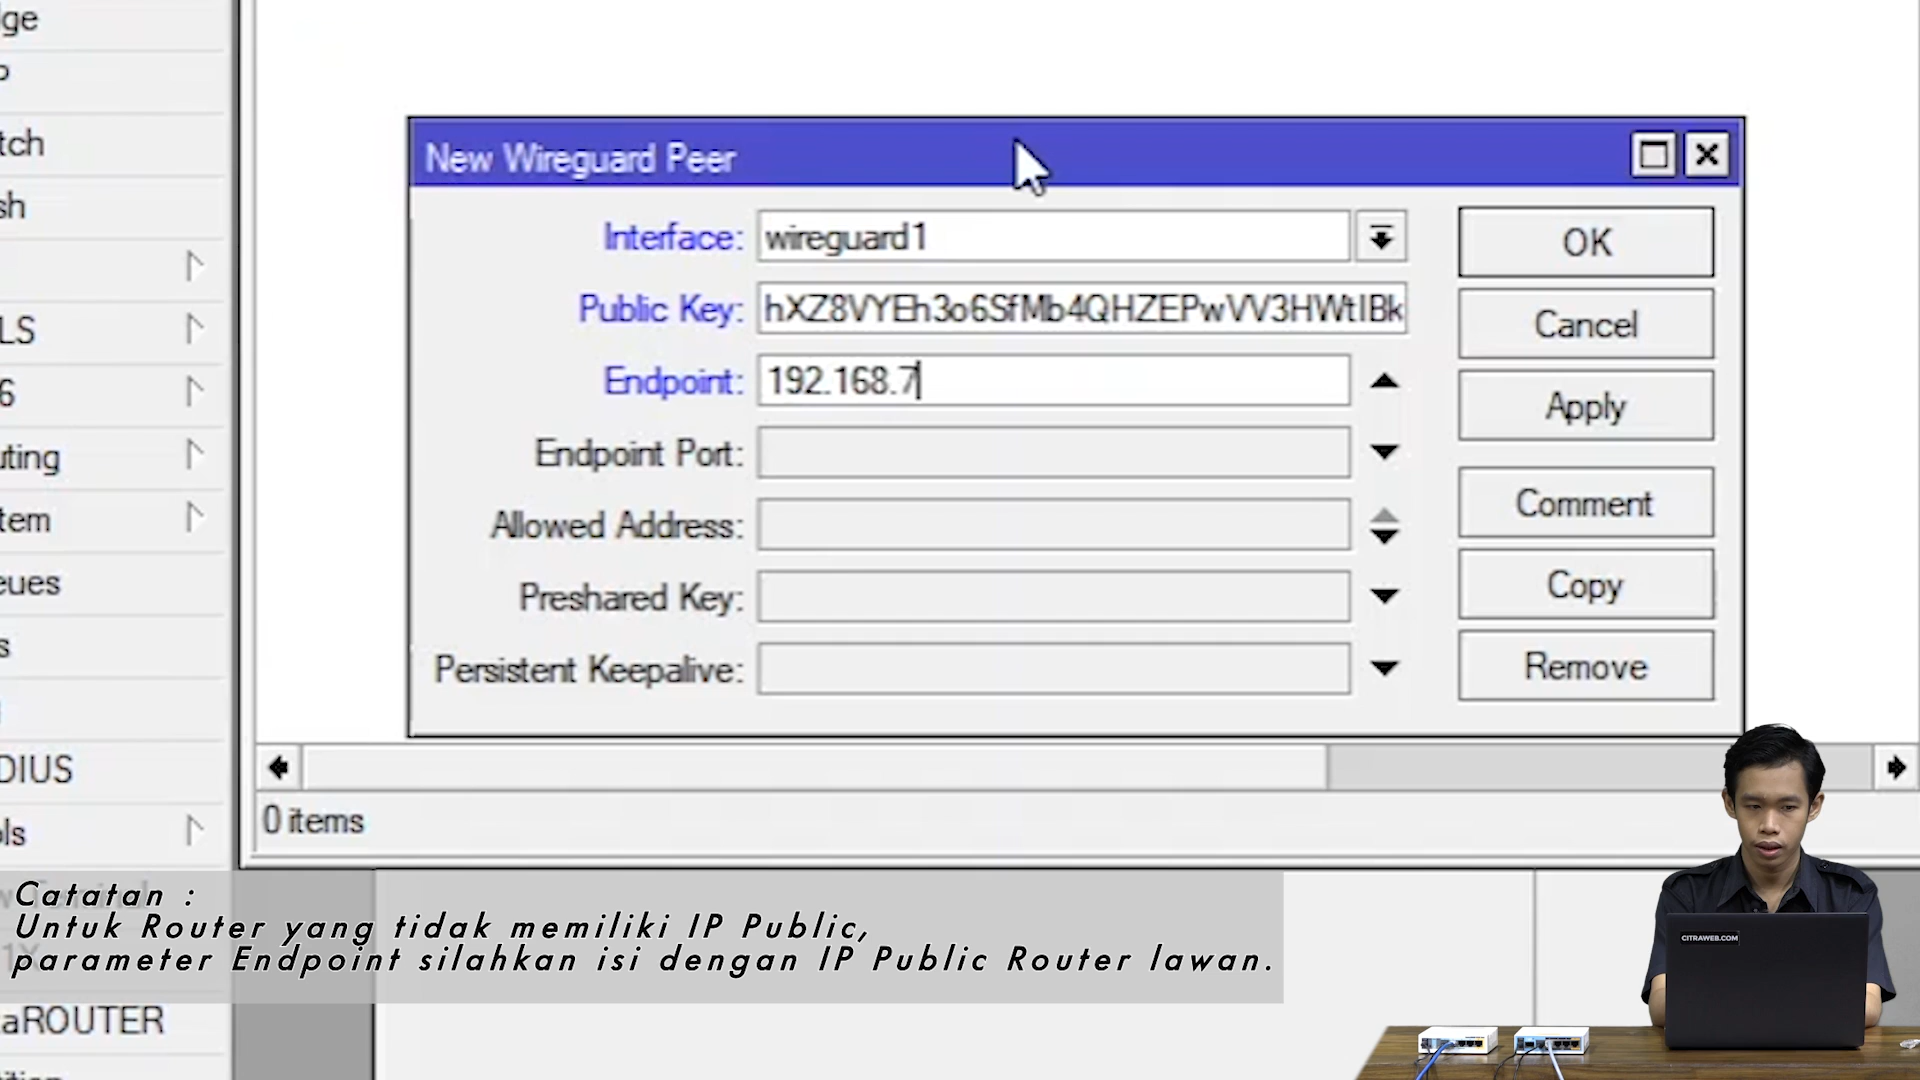 New Wireguard Peer
Interface: wireguard1
Public Key: hXZ8VYEh3o6SfMb4QHZEPwVV3HWtIBk
Endpoint: 192.168.7
Endpoint Port:
Allowed Address:
Preshared Key:
Persistent Keepalive:
OK
Cancel
Apply
Comment
Copy
Remove
0 items
ge
P
tch
sh
LS
6
uting
tem
eues
s
DIUS
ols
aROUTER
Catatan :
Untuk Router yang tidak memiliki IP Public,
parameter Endpoint silahkan isi dengan IP Public Router lawan.
CITRAWEB.COM